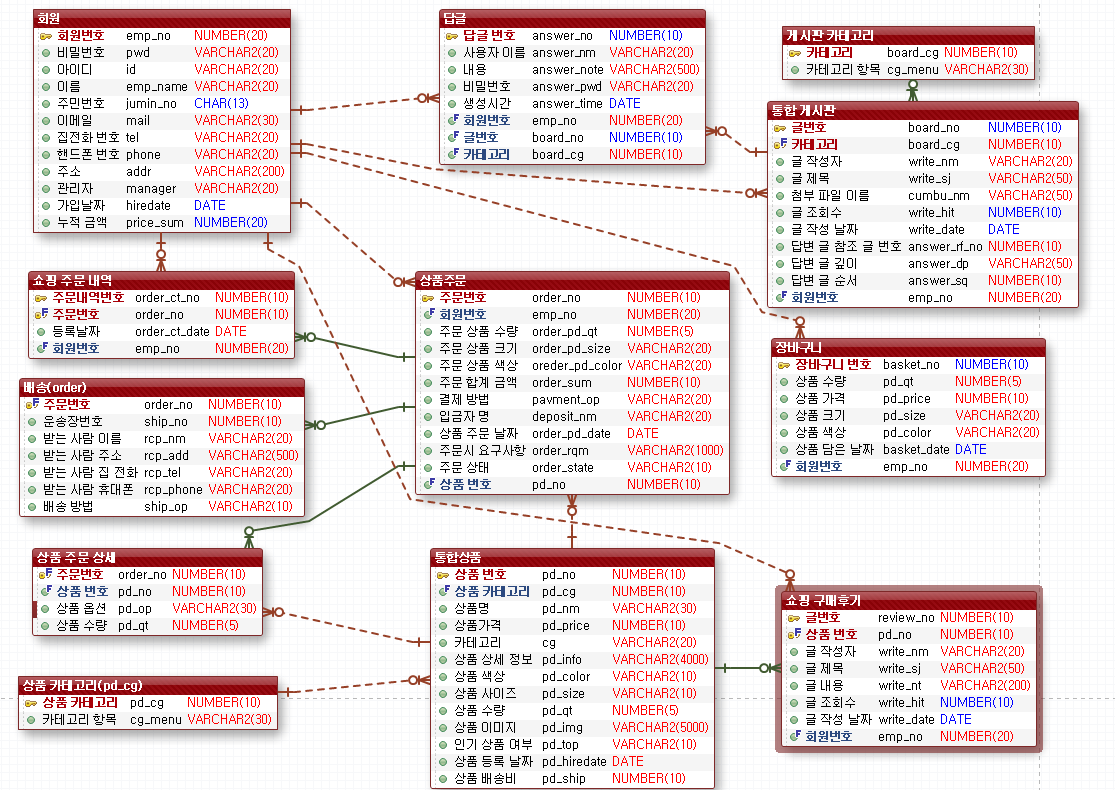 회원
회원번호 emp_no NUMBER(20)
비밀번호 pwd VARCHAR2(20)
아이디 id VARCHAR2(20)
이름 emp_name VARCHAR2(20)
주민번호 jumin_no CHAR(13)
이메일 mail VARCHAR2(30)
집전화 번호 tel VARCHAR2(20)
핸드폰 번호 phone VARCHAR2(20)
주소 addr VARCHAR2(200)
관리자 manager VARCHAR2(20)
가입날짜 hiredate DATE
누적 금액 price_sum NUMBER(20)
답글
답글 번호 answer_no NUMBER(10)
사용자 이름 answer_nm VARCHAR2(20)
내용 answer_note VARCHAR2(500)
비밀번호 answer_pwd VARCHAR2(20)
생성시간 answer_time DATE
회원번호 emp_no NUMBER(20)
글번호 board_no NUMBER(10)
카테고리 board_cg NUMBER(10)
게시판 카테고리
카테고리 board_cg NUMBER(10)
카테고리 항목 cg_menu VARCHAR2(30)
통합 게시판
글번호 board_no NUMBER(10)
카테고리 board_cg NUMBER(10)
글 작성자 write_nm VARCHAR2(20)
글 제목 write_sj VARCHAR2(50)
첨부 파일 이름 cumbu_nm VARCHAR2(50)
글 조회수 write_hit NUMBER(10)
글 작성 날짜 write_date DATE
답변 글 참조 글 번호 answer_rf_no NUMBER(10)
답변 글 깊이 answer_dp VARCHAR2(50)
답변 글 순서 answer_sq NUMBER(10)
회원번호 emp_no NUMBER(20)
쇼핑 주문 내역
주문내역번호 order_ct_no NUMBER(10)
주문번호 order_no NUMBER(10)
등록날짜 order_ct_date DATE
회원번호 emp_no NUMBER(20)
상품주문
주문번호 order_no NUMBER(10)
회원번호 emp_no NUMBER(20)
주문 상품 수량 order_pd_qt NUMBER(5)
주문 상품 크기 order_pd_size VARCHAR2(20)
주문 상품 색상 oreder_pd_color VARCHAR2(20)
주문 합계 금액 order_sum NUMBER(10)
결제 방법 pavment_op VARCHAR2(20)
입금자 명 deposit_nm VARCHAR2(20)
상품 주문 날짜 order_pd_date DATE
주문시 요구사항 order_rqm VARCHAR2(1000)
주문 상태 order_state VARCHAR2(10)
상품 번호 pd_no NUMBER(10)
장바구니
장바구니 번호 basket_no NUMBER(10)
상품 수량 pd_qt NUMBER(5)
상품 가격 pd_price NUMBER(10)
상품 크기 pd_size VARCHAR2(20)
상품 색상 pd_color VARCHAR2(20)
상품 담은 날짜 basket_date DATE
회원번호 emp_no NUMBER(20)
배송(order)
주문번호 order_no NUMBER(10)
운송장번호 ship_no NUMBER(10)
받는 사람 이름 rcp_nm VARCHAR2(20)
받는 사람 주소 rcp_add VARCHAR2(500)
받는 사람 집 전화 rcp_tel VARCHAR2(20)
받는 사람 휴대폰 rcp_phone VARCHAR2(20)
배송 방법 ship_op VARCHAR2(10)
상품 주문 상세
주문번호 order_no NUMBER(10)
상품 번호 pd_no NUMBER(10)
상품 옵션 pd_op VARCHAR2(30)
상품 수량 pd_qt NUMBER(5)
통합상품
상품 번호 pd_no NUMBER(10)
상품 카테고리 pd_cg NUMBER(10)
상품명 pd_nm VARCHAR2(30)
상품가격 pd_price NUMBER(10)
카테고리 cg VARCHAR2(20)
상품 상세 정보 pd_info VARCHAR2(4000)
상품 색상 pd_color VARCHAR2(10)
상품 사이즈 pd_size VARCHAR2(10)
상품 수량 pd_qt NUMBER(5)
상품 이미지 pd_img VARCHAR2(5000)
인기 상품 여부 pd_top VARCHAR2(10)
상품 등록 날짜 pd_hiredate DATE
상품 배송비 pd_ship NUMBER(10)
쇼핑 구매후기
글번호 review_no NUMBER(10)
상품 번호 pd_no NUMBER(10)
글 작성자 write_nm VARCHAR2(20)
글 제목 write_sj VARCHAR2(50)
글 내용 write_nt VARCHAR2(200)
글 조회수 write_hit NUMBER(10)
글 작성 날짜 write_date DATE
회원번호 emp_no NUMBER(20)
상품 카테고리(pd_cg)
상품 카테고리 pd_cg NUMBER(10)
카테고리 항목 cg_menu VARCHAR2(30)